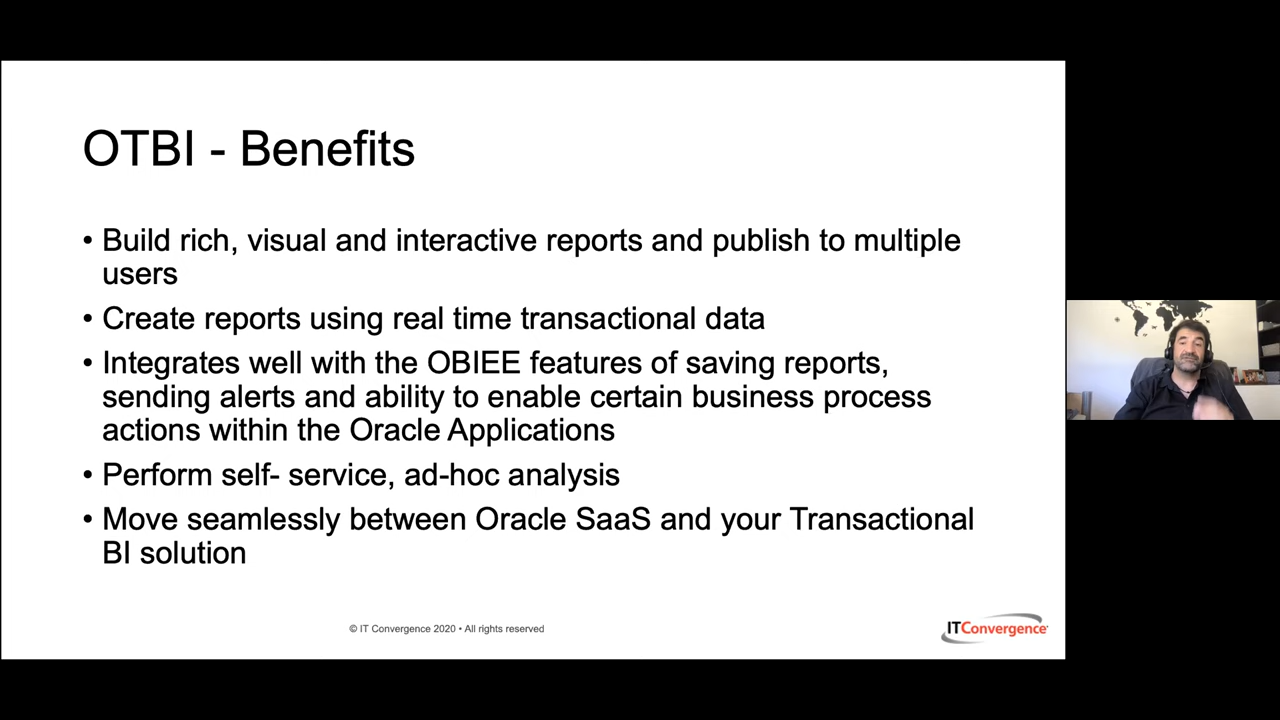 OTBI - Benefits
• Build rich, visual and interactive reports and publish to multiple
users
• Create reports using real time transactional data
• Integrates well with the OBIEE features of saving reports,
sending alerts and ability to enable certain business process
actions within the Oracle Applications
• Perform self- service, ad-hoc analysis
• Move seamlessly between Oracle SaaS and your Transactional
BI solution
© IT Convergence 2020 • All rights reserved
ITConvergence